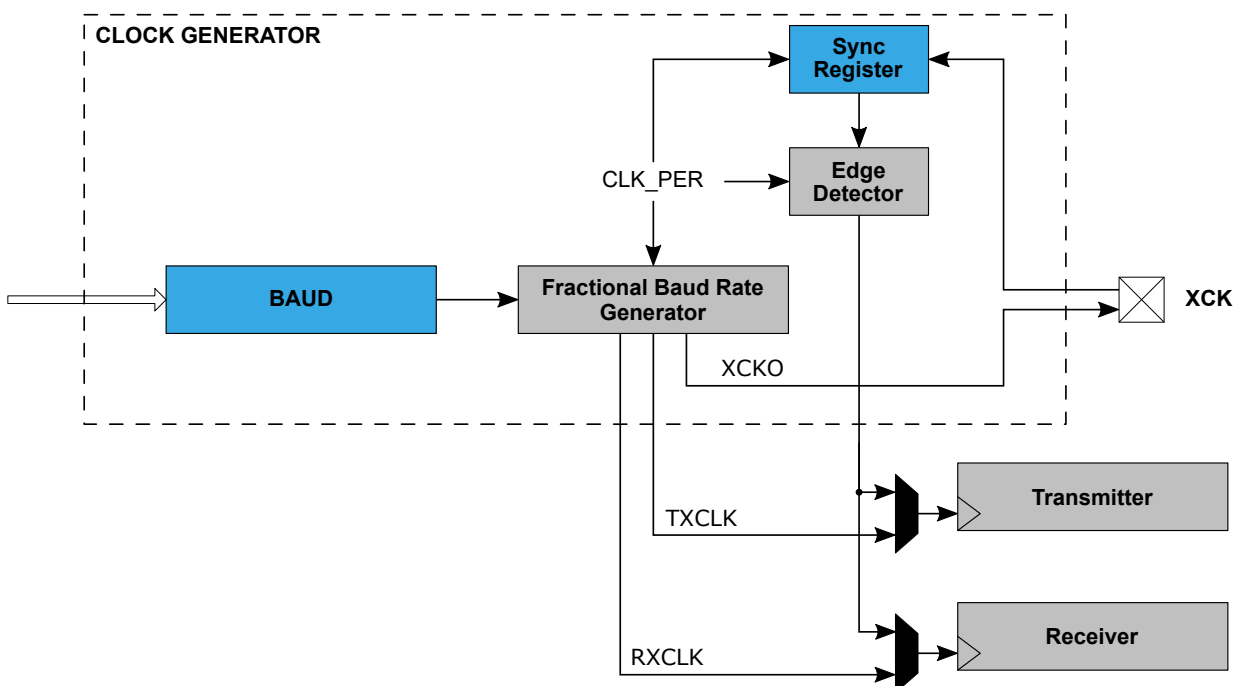 CLOCK GENERATOR
Sync
Register
CLK_PER
Edge
Detector
BAUD
Fractional Baud Rate
Generator
XCK
XCKO
Transmitter
TXCLK
Receiver
RXCLK